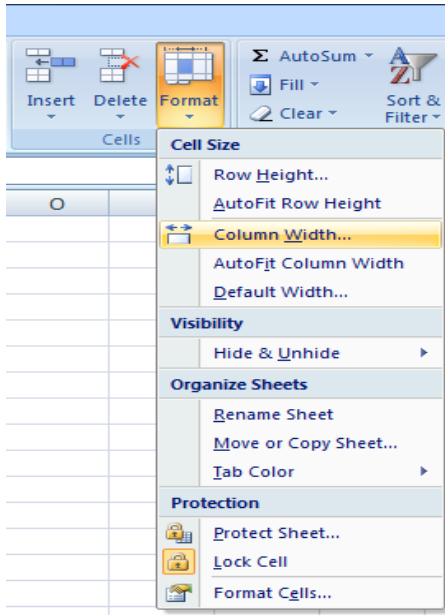 Σ AutoSum
Fill
Clear
Insert Delete Format
A
Z
Sort &
Filter
Cells
O
Cell Size
Row Height...
AutoFit Row Height
Column Width...
AutoFit Column Width
Default Width...
Visibility
Hide & Unhide
Organize Sheets
Rename Sheet
Move or Copy Sheet...
Tab Color
Protection
Protect Sheet...
Lock Cell
Format Cells...